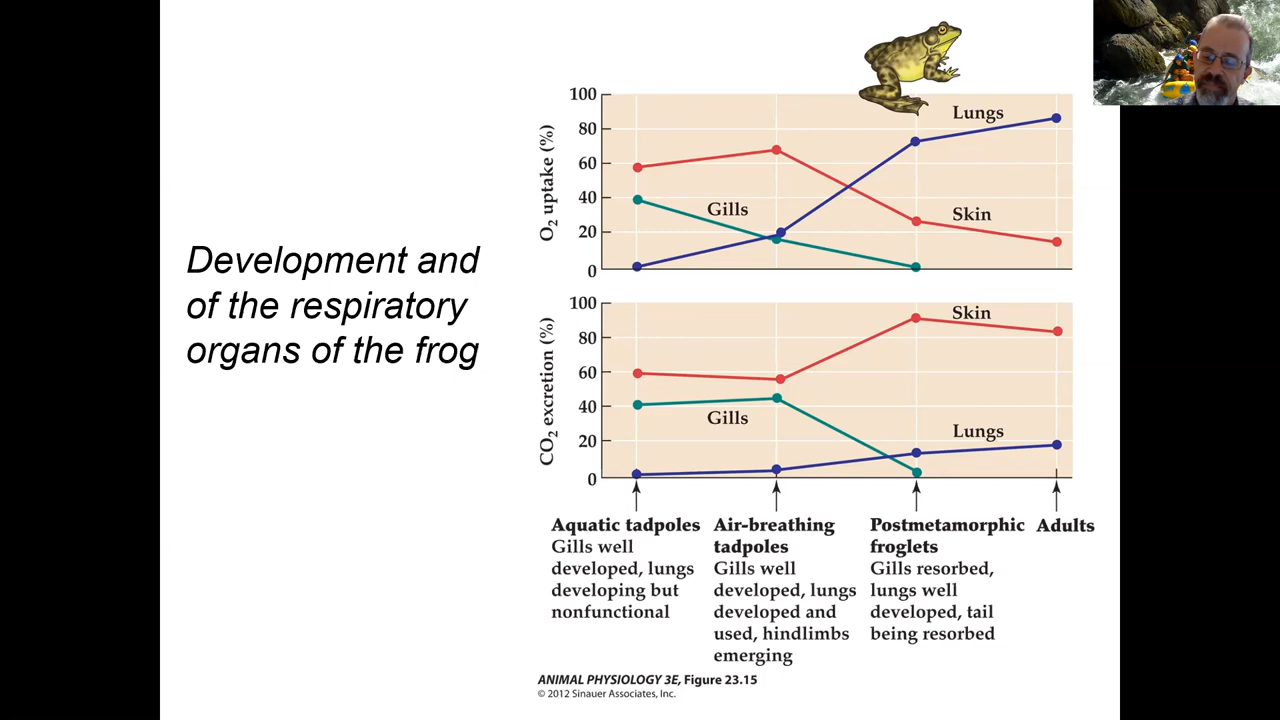 Development and
of the respiratory
organs of the frog
100
80
60
40
20
0
O2 uptake (%)
Lungs
Gills
Skin
100
80
60
40
20
0
CO2 excretion (%)
Skin
Gills
Lungs
Aquatic tadpoles
Gills well
developed, lungs
developing but
nonfunctional
Air-breathing
tadpoles
Gills well
developed, lungs
developed and
used, hindlimbs
emerging
Postmetamorphic
froglets
Gills resorbed,
lungs well
developed, tail
being resorbed
Adults
ANIMAL PHYSIOLOGY 3E, Figure 23.15
© 2012 Sinauer Associates, Inc.